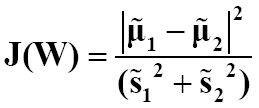 J(W) = |μ̃₁ − μ̃₂|² / (s̃₁² + s̃₂²)